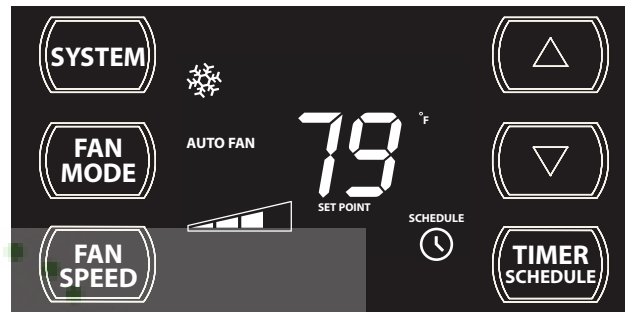 SYSTEM
FAN
MODE
FAN
SPEED
AUTO FAN
79
°F
SET POINT
SCHEDULE
TIMER
SCHEDULE